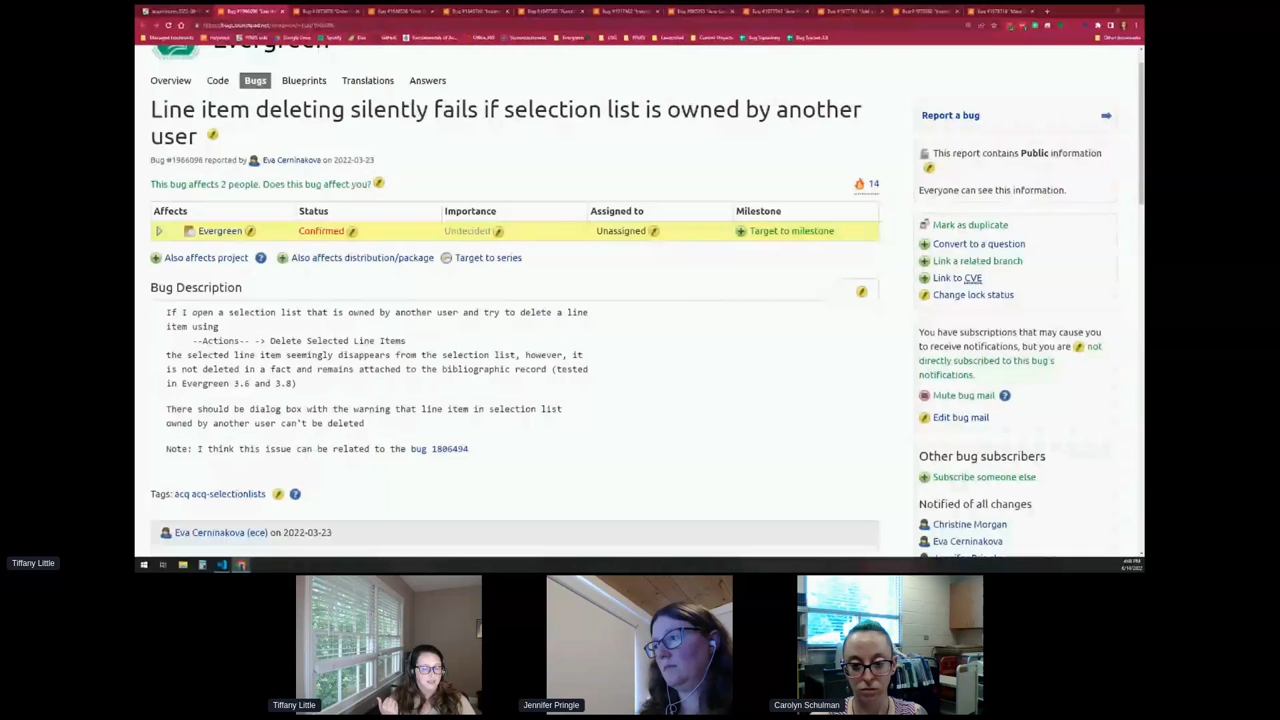 Evergreen
Overview Code Bugs Blueprints Translations Answers
Line item deleting silently fails if selection list is owned by another
user
Bug #1966096 reported by Eva Cerninakova on 2022-03-23
This bug affects 2 people. Does this bug affect you?
14
Affects Status Importance Assigned to Milestone
Evergreen Confirmed Undecided Unassigned Target to milestone
Also affects project Also affects distribution/package Target to series
Bug Description
If I open a selection list that is owned by another user and try to delete a line
item using
--Actions-- -> Delete Selected Line Items
the selected line item seemingly disappears from the selection list, however, it
is not deleted in a fact and remains attached to the bibliographic record (tested
in Evergreen 3.6 and 3.8)
There should be dialog box with the warning that line item in selection list
owned by another user can't be deleted
Note: I think this issue can be related to the bug 1806494
Tags: acq acq-selectionlists
Eva Cerninakova (ece) on 2022-03-23
Report a bug
This report contains Public information
Everyone can see this information.
Mark as duplicate
Convert to a question
Link a related branch
Link to CVE
Change lock status
You have subscriptions that may cause you
to receive notifications, but you are not
directly subscribed to this bug's
notifications.
Mute bug mail
Edit bug mail
Other bug subscribers
Subscribe someone else
Notified of all changes
Christine Morgan
Eva Cerninakova
Jennifer Pringle
Tiffany Little
Tiffany Little
Jennifer Pringle
Carolyn Schulman